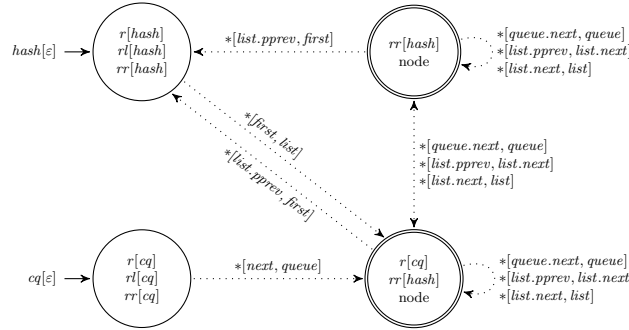 hash[ε]
r[hash]
rl[hash]
rr[hash]
*[list.pprev, first]
rr[hash]
node
*[queue.next, queue]
*[list.pprev, list.next]
*[list.next, list]
*[first, list]
*[list.pprev, first]
*[queue.next, queue]
*[list.pprev, list.next]
*[list.next, list]
cq[ε]
r[cq]
rl[cq]
rr[cq]
*[next, queue]
r[cq]
rr[hash]
node
*[queue.next, queue]
*[list.pprev, list.next]
*[list.next, list]